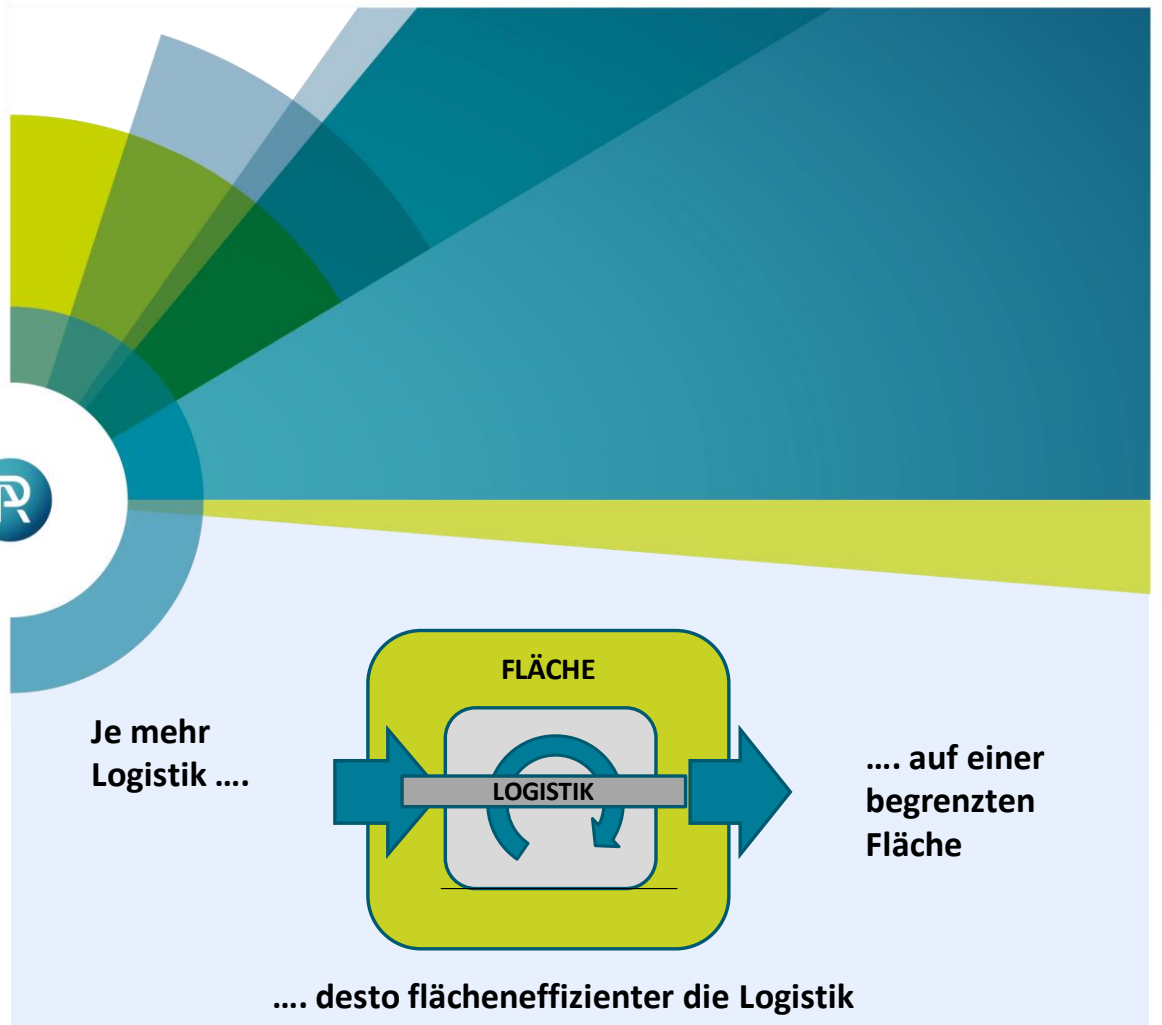 FLÄCHE
Je mehr
Logistik ....
LOGISTIK
.... auf einer
begrenzten
Fläche
.... desto flächeneffizienter die Logistik